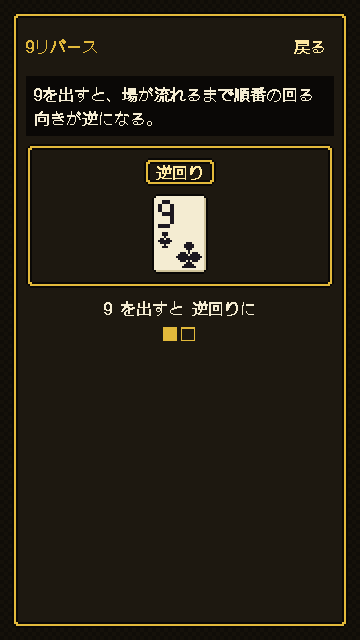 9リバース
戻る
9を出すと、場が流れるまで順番の回る
向きが逆になる。
逆回り
9
9 を出すと 逆回りに